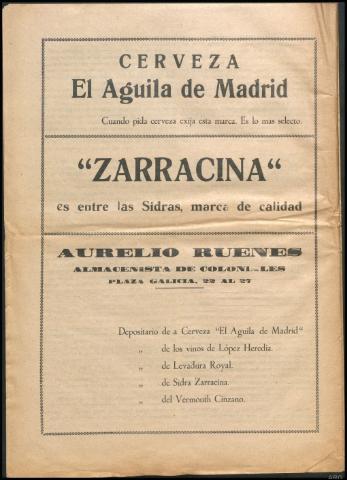 CERVEZA
El Aguila de Madrid
Cuando pida cerveza exija esta marca. Es lo mas selecto.
"ZARRACINA"
es entre las Sidras, marca de calidad
AURELIO RUENES
ALMACENISTA DE COLONIALES
PLAZA GALICIA, 22 AL 27
Depositario de a Cerveza "El Aguila de Madrid"
„ de los vinos de López Heredia.
„ de Levadura Royal.
„ de Sidra Zarracina.
„ del Vermouth Cinzano.